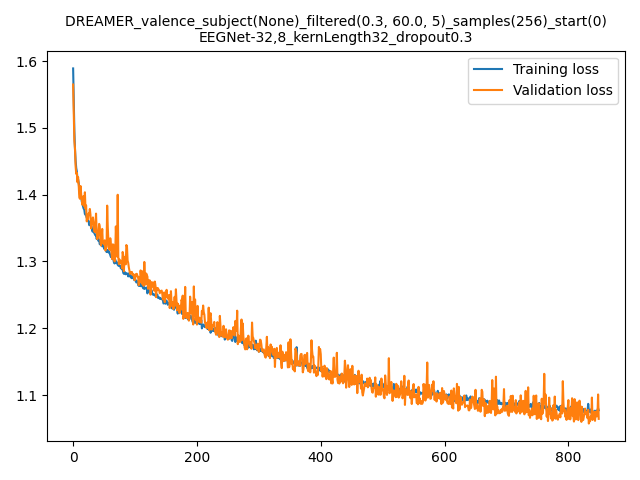 DREAMER_valence_subject(None)_filtered(0.3, 60.0, 5)_samples(256)_start(0)
EEGNet-32,8_kernLength32_dropout0.3
Training loss
Validation loss
1.6
1.5
1.4
1.3
1.2
1.1
0
200
400
600
800